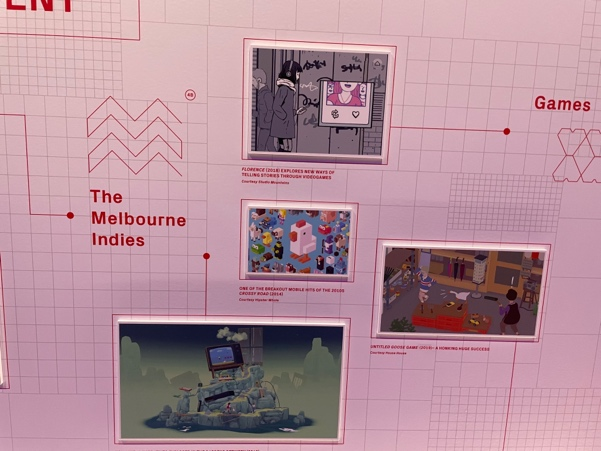 ENT
48
Games
FLORENCE (2018) EXPLORES NEW WAYS OF
TELLING STORIES THROUGH VIDEOGAMES
Courtesy Studio Mountains
The
Melbourne
Indies
ONE OF THE BREAKOUT MOBILE HITS OF THE 2010S
CROSSY ROAD (2014)
Courtesy Hipster Whale
UNTITLED GOOSE GAME (2019) – A HONKING HUGE SUCCESS
Courtesy House House